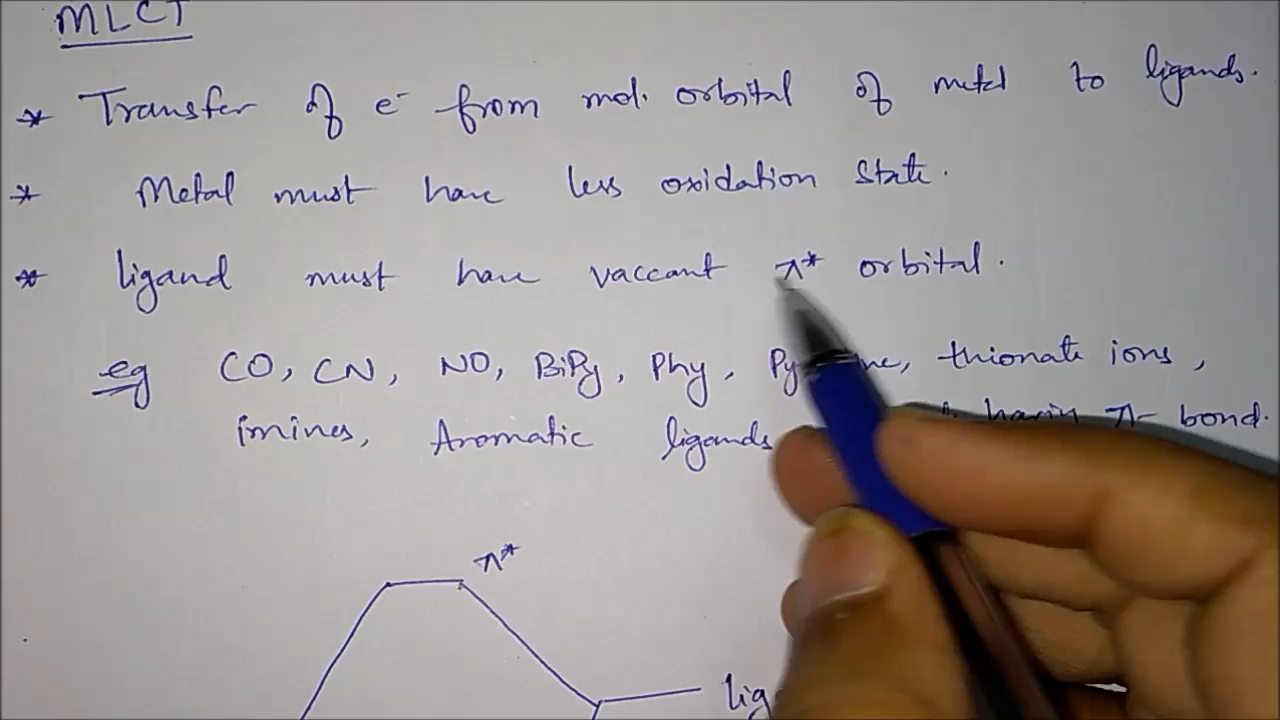 MLCT
* Transfer of e⁻ from mol. orbital of metal to ligands.
* Metal must have less oxidation state.
* ligand must have vaccant π* orbital.
eg CO, CN, NO, BiPy, Phy, thionate ions,
imines, Aromatic ligands having π- bond.
π*